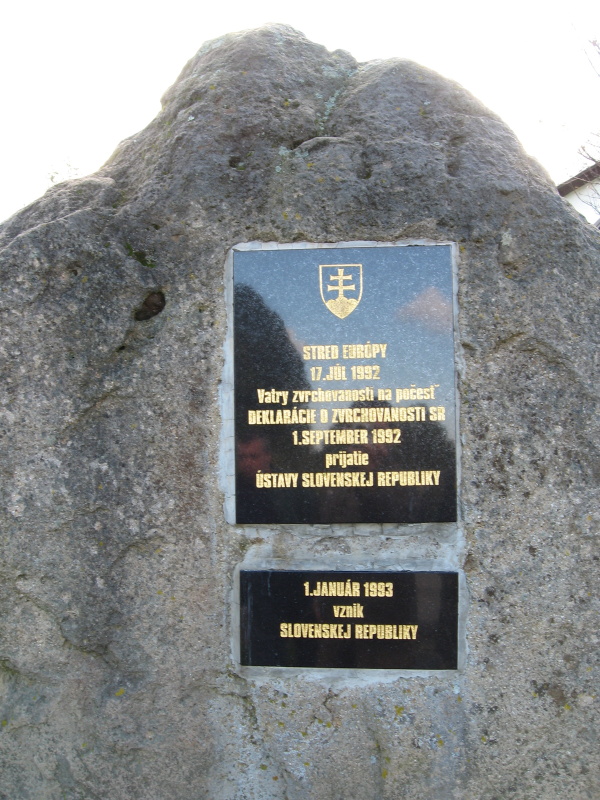 STRED EURÓPY
17.JÚL 1992
Vatry zvrchovanosti na počesť
DEKLARÁCIE O ZVRCHOVANOSTI SR
1.SEPTEMBER 1992
prijatie
ÚSTAVY SLOVENSKEJ REPUBLIKY
1.JANUÁR 1993
vznik
SLOVENSKEJ REPUBLIKY